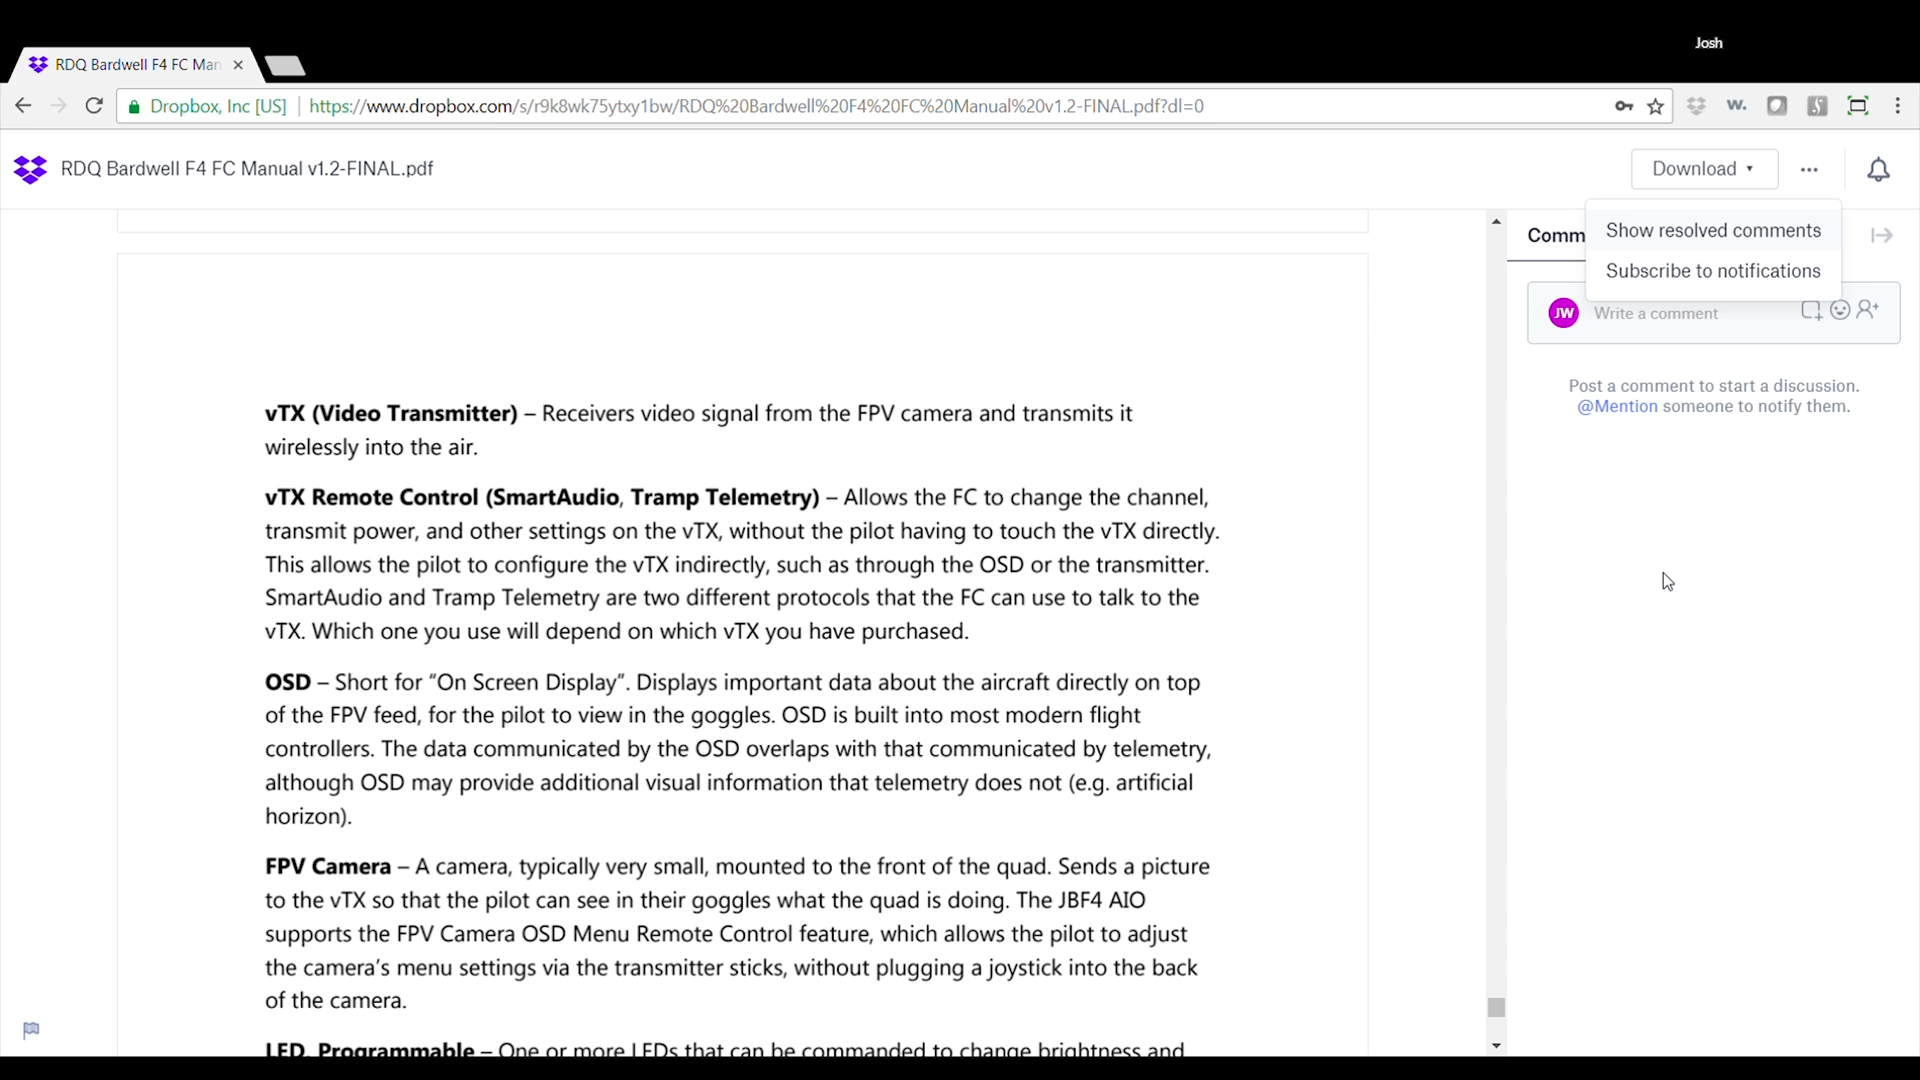 Josh
RDQ Bardwell F4 FC Man
Dropbox, Inc [US] https://www.dropbox.com/s/r9k8wk75ytxy1bw/RDQ%20Bardwell%20F4%20FC%20Manual%20v1.2-FINAL.pdf?dl=0
w.
RDQ Bardwell F4 FC Manual v1.2-FINAL.pdf
Download
Show resolved comments
Comm
Subscribe to notifications
JW Write a comment
Post a comment to start a discussion.
@Mention someone to notify them.
vTX (Video Transmitter) – Receivers video signal from the FPV camera and transmits it
wirelessly into the air.
vTX Remote Control (SmartAudio, Tramp Telemetry) – Allows the FC to change the channel,
transmit power, and other settings on the vTX, without the pilot having to touch the vTX directly.
This allows the pilot to configure the vTX indirectly, such as through the OSD or the transmitter.
SmartAudio and Tramp Telemetry are two different protocols that the FC can use to talk to the
vTX. Which one you use will depend on which vTX you have purchased.
OSD – Short for “On Screen Display”. Displays important data about the aircraft directly on top
of the FPV feed, for the pilot to view in the goggles. OSD is built into most modern flight
controllers. The data communicated by the OSD overlaps with that communicated by telemetry,
although OSD may provide additional visual information that telemetry does not (e.g. artificial
horizon).
FPV Camera – A camera, typically very small, mounted to the front of the quad. Sends a picture
to the vTX so that the pilot can see in their goggles what the quad is doing. The JBF4 AIO
supports the FPV Camera OSD Menu Remote Control feature, which allows the pilot to adjust
the camera’s menu settings via the transmitter sticks, without plugging a joystick into the back
of the camera.
LED, Programmable – One or more LEDs that can be commanded to change brightness and